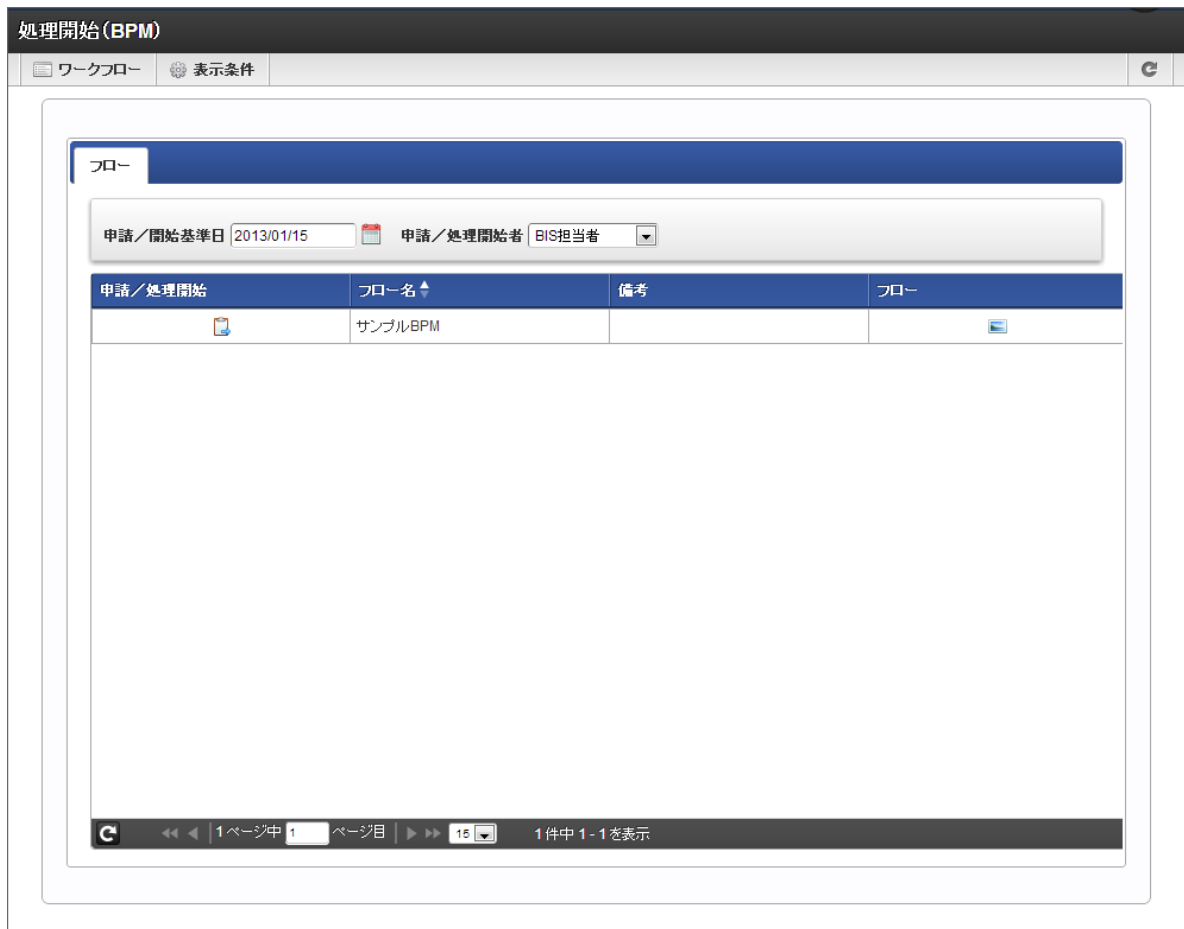 処理開始(BPM)
ワークフロー 表示条件
フロー
申請／開始基準日 2013/01/15 申請／処理開始者 BIS担当者
申請／処理開始 フロー名 備考 フロー
サンプルBPM
1 ページ中 1 ページ目 15 1 件中 1 - 1 を表示